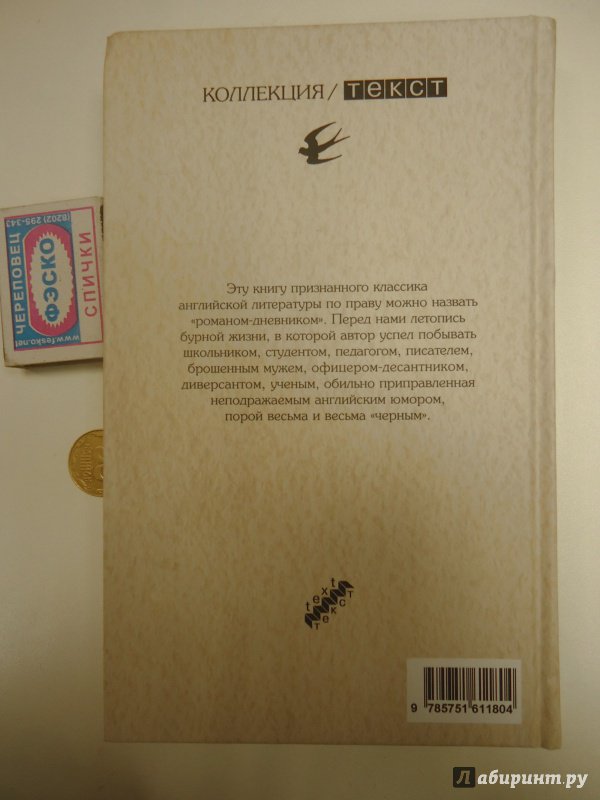 КОЛЛЕКЦИЯ / ТЕКСТ
Эту книгу признанного классика
английской литературы по праву можно назвать
«романом-дневником». Перед нами летопись
бурной жизни, в которой автор успел побывать
школьником, студентом, педагогом, писателем,
брошенным мужем, офицером-десантником,
диверсантом, ученым, обильно приправленная
неподражаемым английским юмором,
порой весьма и весьма «черным».
text
текст
9 785751 611804
ЧЕРЕПОВЕЦ
(8202) 295-343
ФЭСКО
www.fesko.net
СПИЧКИ
Лабиринт.ру